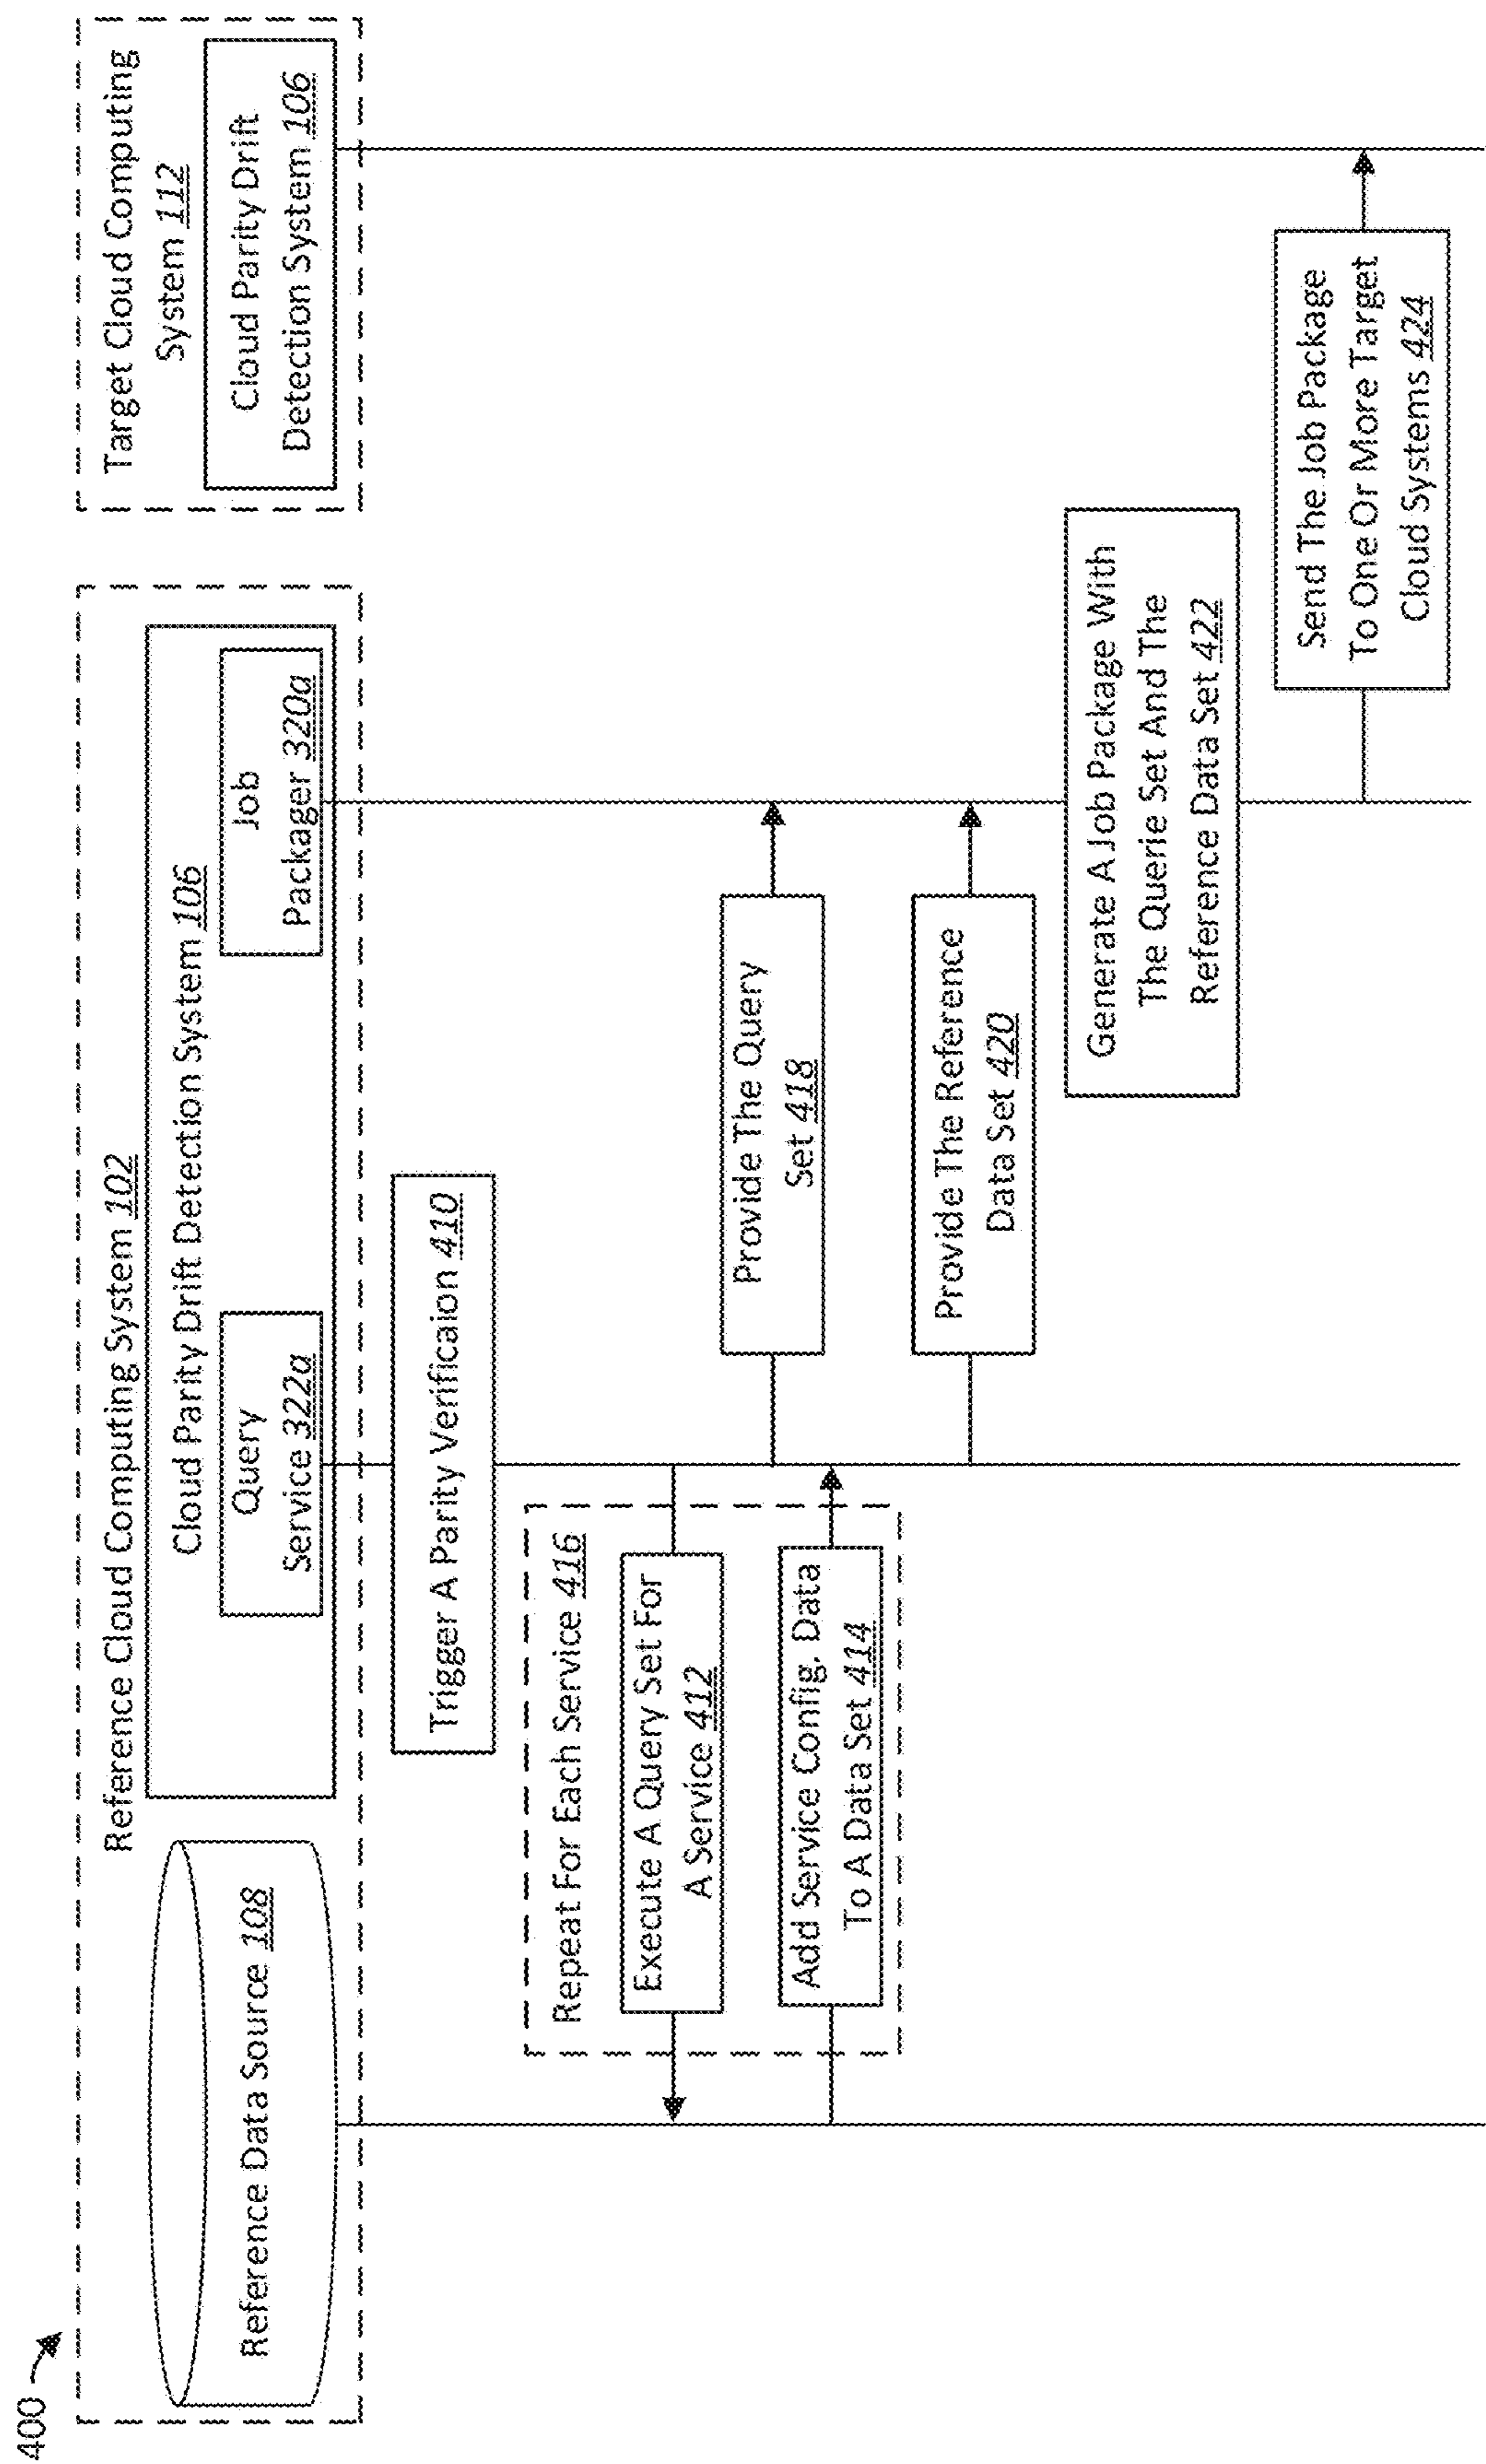 400
Reference Cloud Computing System 102
Reference Data Source 108
Cloud Parity Drift Detection System 106
Query
Service 322a
Job
Packager 320a
Target Cloud Computing
System 112
Cloud Parity Drift
Detection System 106
Trigger A Parity Verificaion 410
Repeat For Each Service 416
Execute A Query Set For
A Service 412
Provide The Query
Set 418
Add Service Config. Data
To A Data Set 414
Provide The Reference
Data Set 420
Generate A Job Package With
The Querie Set And The
Reference Data Set 422
Send The Job Package
To One Or More Target
Cloud Systems 424